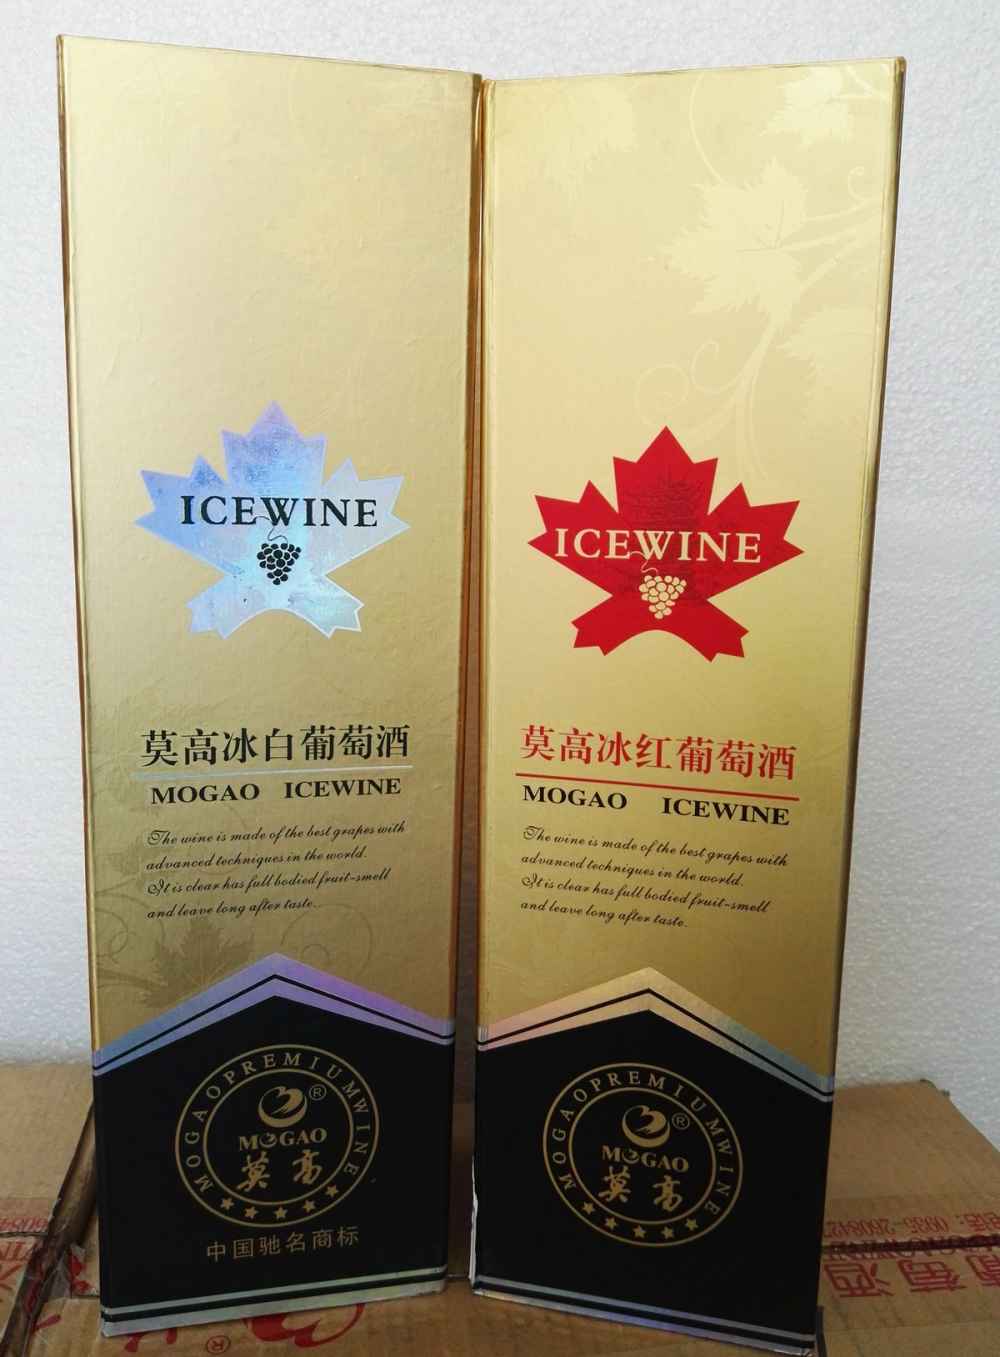 ICEWINE
莫高冰白葡萄酒
MOGAO ICEWINE
The wine is made of the best grapes with
advanced techniques in the world.
It is clear has full bodied fruit-smell
and leave long after taste..
MOGAOPREMIUMWINE
®
MOGAO
莫高
中国驰名商标
ICEWINE
莫高冰红葡萄酒
MOGAO ICEWINE
The wine is made of the best grapes with
advanced techniques in the world.
It is clear has full bodied fruit-smell
and leave long after taste.
MOGAOPREMIUMWINE
®
MOGAO
莫高
葡萄酒